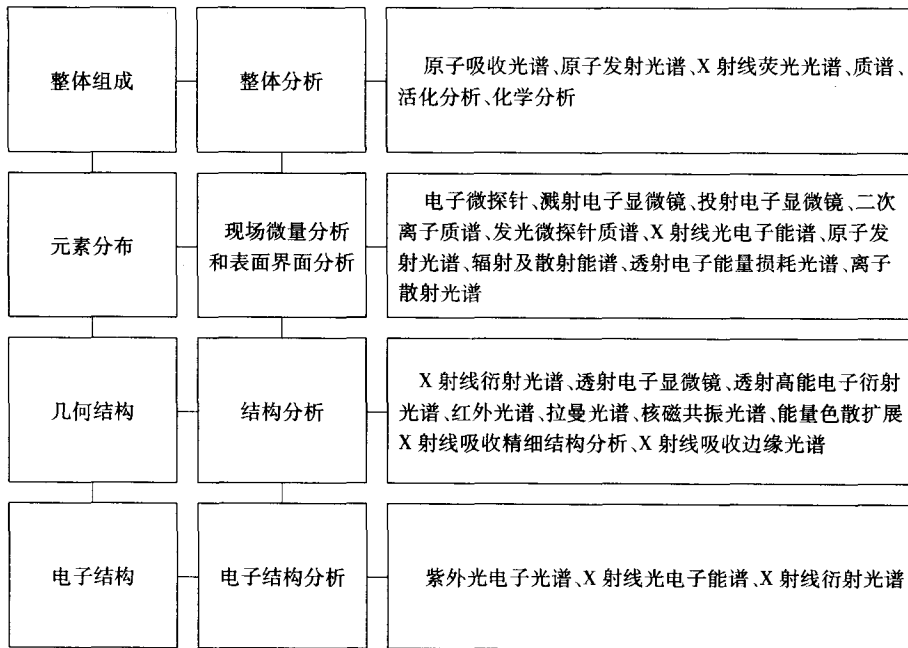 整体组成
整体分析
原子吸收光谱、原子发射光谱、X 射线荧光光谱、质谱、
活化分析、化学分析
元素分布
现场微量分析
和表面界面分析
电子微探针、溅射电子显微镜、投射电子显微镜、二次
离子质谱、发光微探针质谱、X 射线光电子能谱、原子发
射光谱、辐射及散射能谱、透射电子能量损耗光谱、离子
散射光谱
几何结构
结构分析
X 射线衍射光谱、透射电子显微镜、透射高能电子衍射
光谱、红外光谱、拉曼光谱、核磁共振光谱、能量色散扩展
X 射线吸收精细结构分析、X 射线吸收边缘光谱
电子结构
电子结构分析
紫外光电子光谱、X 射线光电子能谱、X 射线衍射光谱